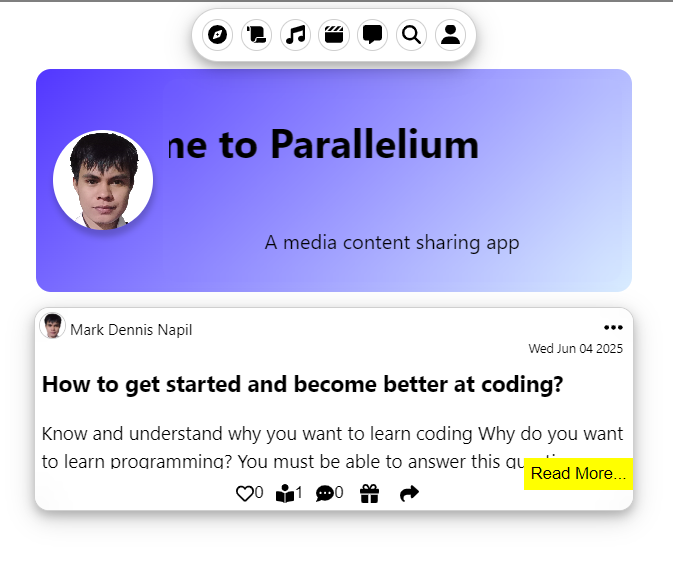 ne to Parallelium
A media content sharing app
Mark Dennis Napil
Wed Jun 04 2025
How to get started and become better at coding?
Know and understand why you want to learn coding Why do you want
to learn programming? You must be able to answer this
Read More...
0 1 0